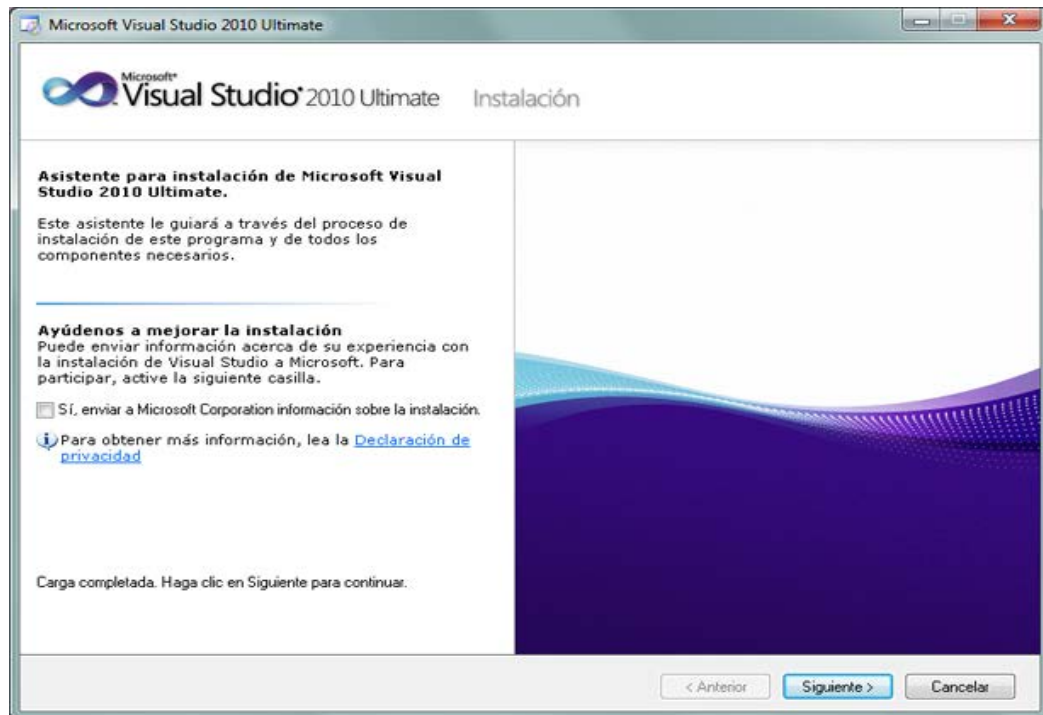 Microsoft Visual Studio 2010 Ultimate
Microsoft®
Visual Studio® 2010 Ultimate Instalación
Asistente para instalación de Microsoft Visual
Studio 2010 Ultimate.
Este asistente le guiará a través del proceso de
instalación de este programa y de todos los
componentes necesarios.
Ayúdenos a mejorar la instalación
Puede enviar información acerca de su experiencia con
la instalación de Visual Studio a Microsoft. Para
participar, active la siguiente casilla.
Sí, enviar a Microsoft Corporation información sobre la instalación.
Para obtener más información, lea la Declaración de
privacidad
Carga completada. Haga clic en Siguiente para continuar.
< Anterior Siguiente > Cancelar